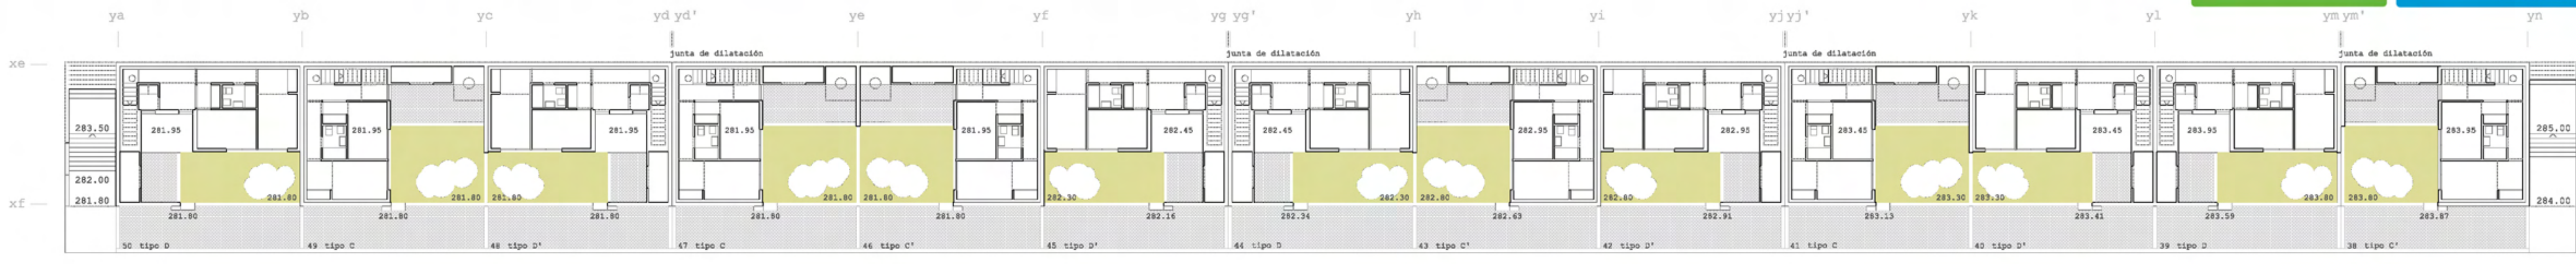 ya yb yc yd yd' ye yf yg yg' yh yi yj yj' yk yl ym ym' yn
junta de dilatación junta de dilatación junta de dilatación junta de dilatación
xe
283.50 281.95 281.95 281.95 281.95 281.95 282.45 282.45 282.95 282.95 283.45 283.45 283.95 283.95 285.00
282.00
281.80 281.80 281.80 281.80 281.80 281.80 282.30 282.30 282.80 282.80 283.30 283.30 283.80 283.80 284.00
xf
281.80 281.80 281.80 281.80 281.80 282.16 282.34 282.63 282.91 283.13 283.41 283.59 283.87
50 tipo D 49 tipo C 48 tipo D' 47 tipo C 46 tipo C' 45 tipo D' 44 tipo D 43 tipo C' 42 tipo D' 41 tipo C 40 tipo D' 39 tipo D 38 tipo C'